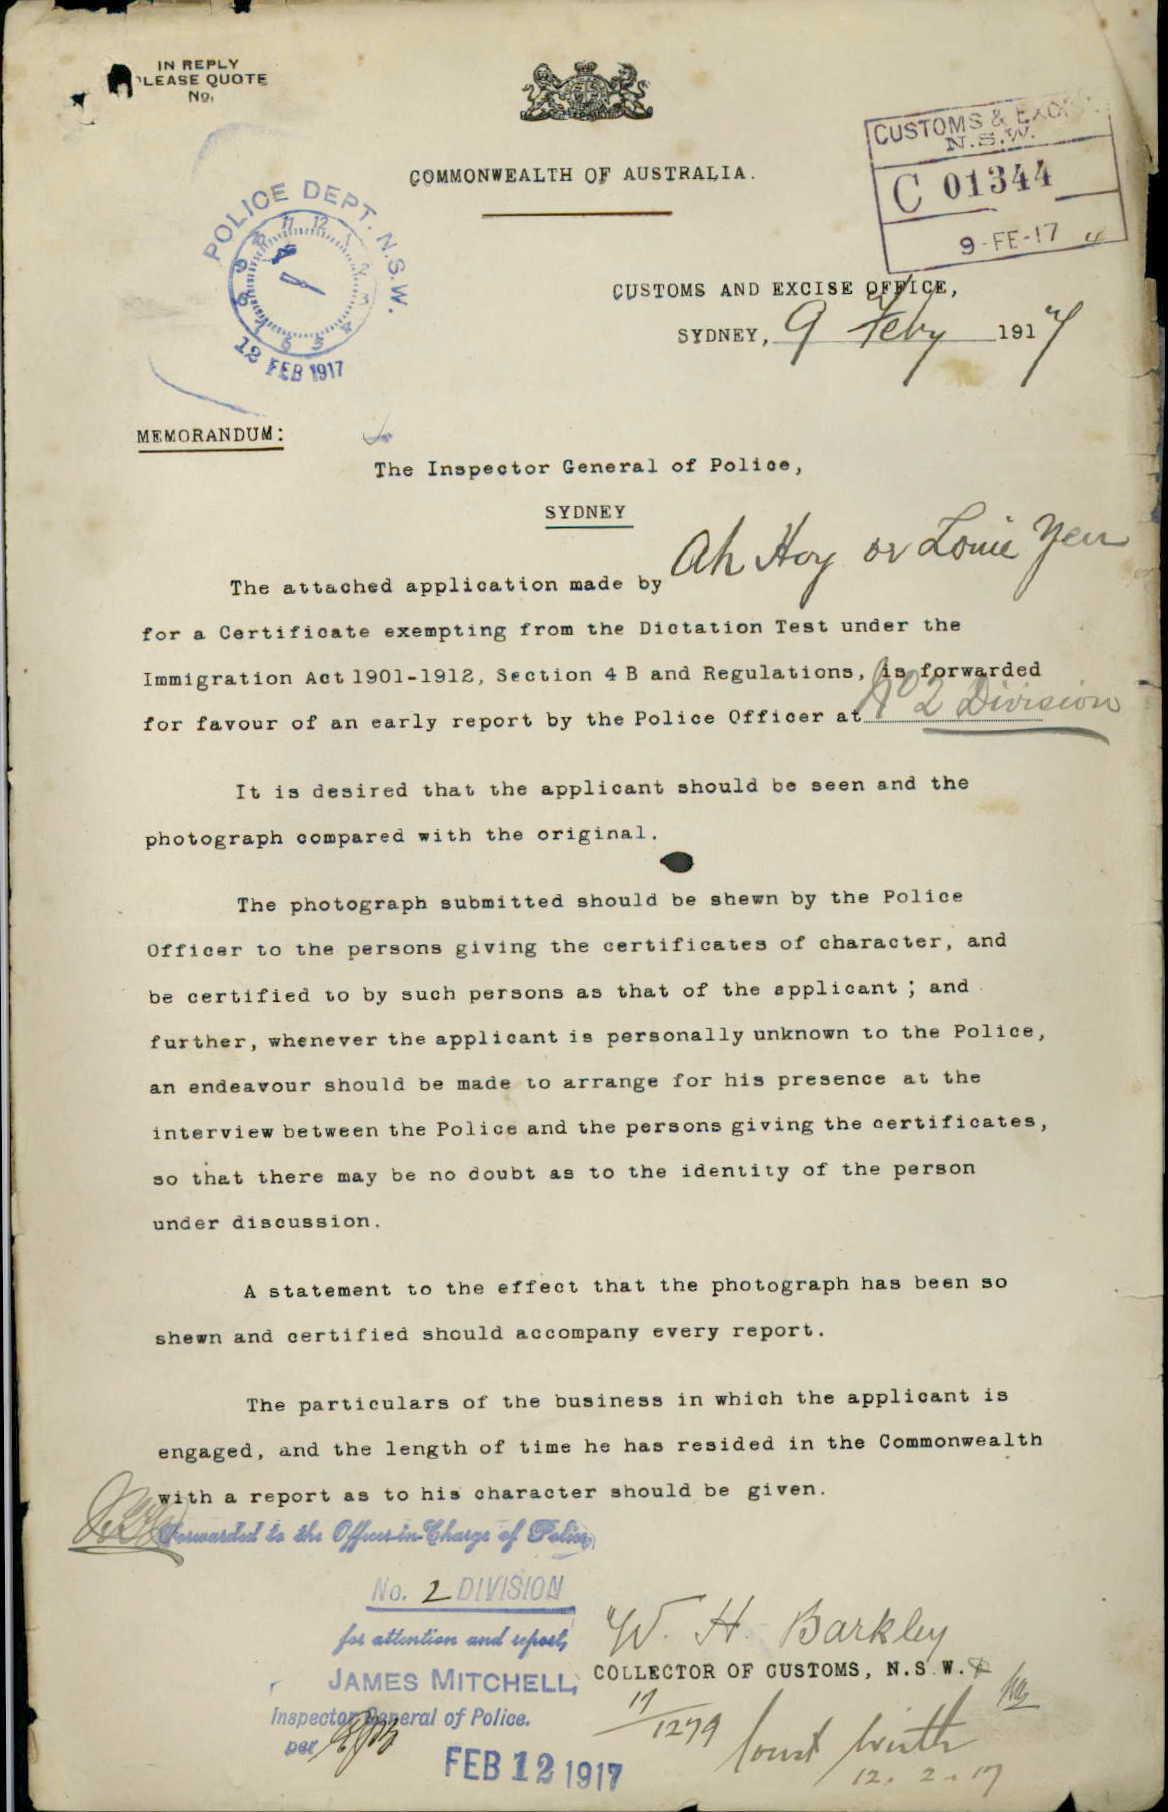 IN REPLY
PLEASE QUOTE
No.
COMMONWEALTH OF AUSTRALIA.
CUSTOMS & EXCISE
N.S.W.
C 01344
9-FE-17
POLICE DEPT. N.S.W.
12 FEB 1917
CUSTOMS AND EXCISE OFFICE,
SYDNEY, 9 Feby 1917
MEMORANDUM:
The Inspector General of Police,
SYDNEY
The attached application made by Ah Hoy or Louie Yen
for a Certificate exempting from the Dictation Test under the
Immigration Act 1901-1912, Section 4 B and Regulations, is forwarded
for favour of an early report by the Police Officer at No 2 Division
It is desired that the applicant should be seen and the
photograph compared with the original.
The photograph submitted should be shewn by the Police
Officer to the persons giving the certificates of character, and
be certified to by such persons as that of the applicant; and
further, whenever the applicant is personally unknown to the Police,
an endeavour should be made to arrange for his presence at the
interview between the Police and the persons giving the certificates,
so that there may be no doubt as to the identity of the person
under discussion.
A statement to the effect that the photograph has been so
shewn and certified should accompany every report.
The particulars of the business in which the applicant is
engaged, and the length of time he has resided in the Commonwealth
with a report as to his character should be given.
Forwarded to the Officer-in-Charge of Police,
No. 2 DIVISION
for attention and report,
W. H. Barkley
COLLECTOR OF CUSTOMS, N.S.W.
JAMES MITCHELL,
Inspector General of Police.
per
17/1279
FEB 12 1917
12. 2. 17